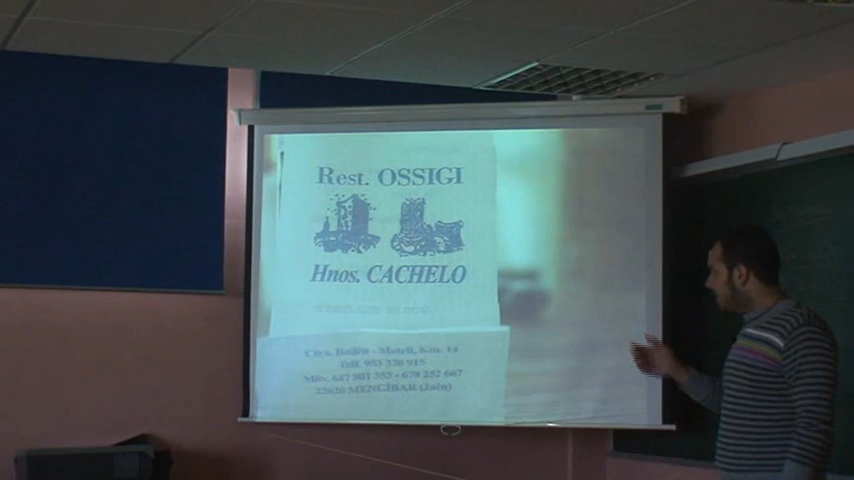 Rest. OSSIGI
Hnos. CACHELO
Ctra. Bailén - Motril, Km. 14
Telf. 953 370 915
Móv. 617 801 353 - 678 252 667
23620 MENGÍBAR (Jaén)